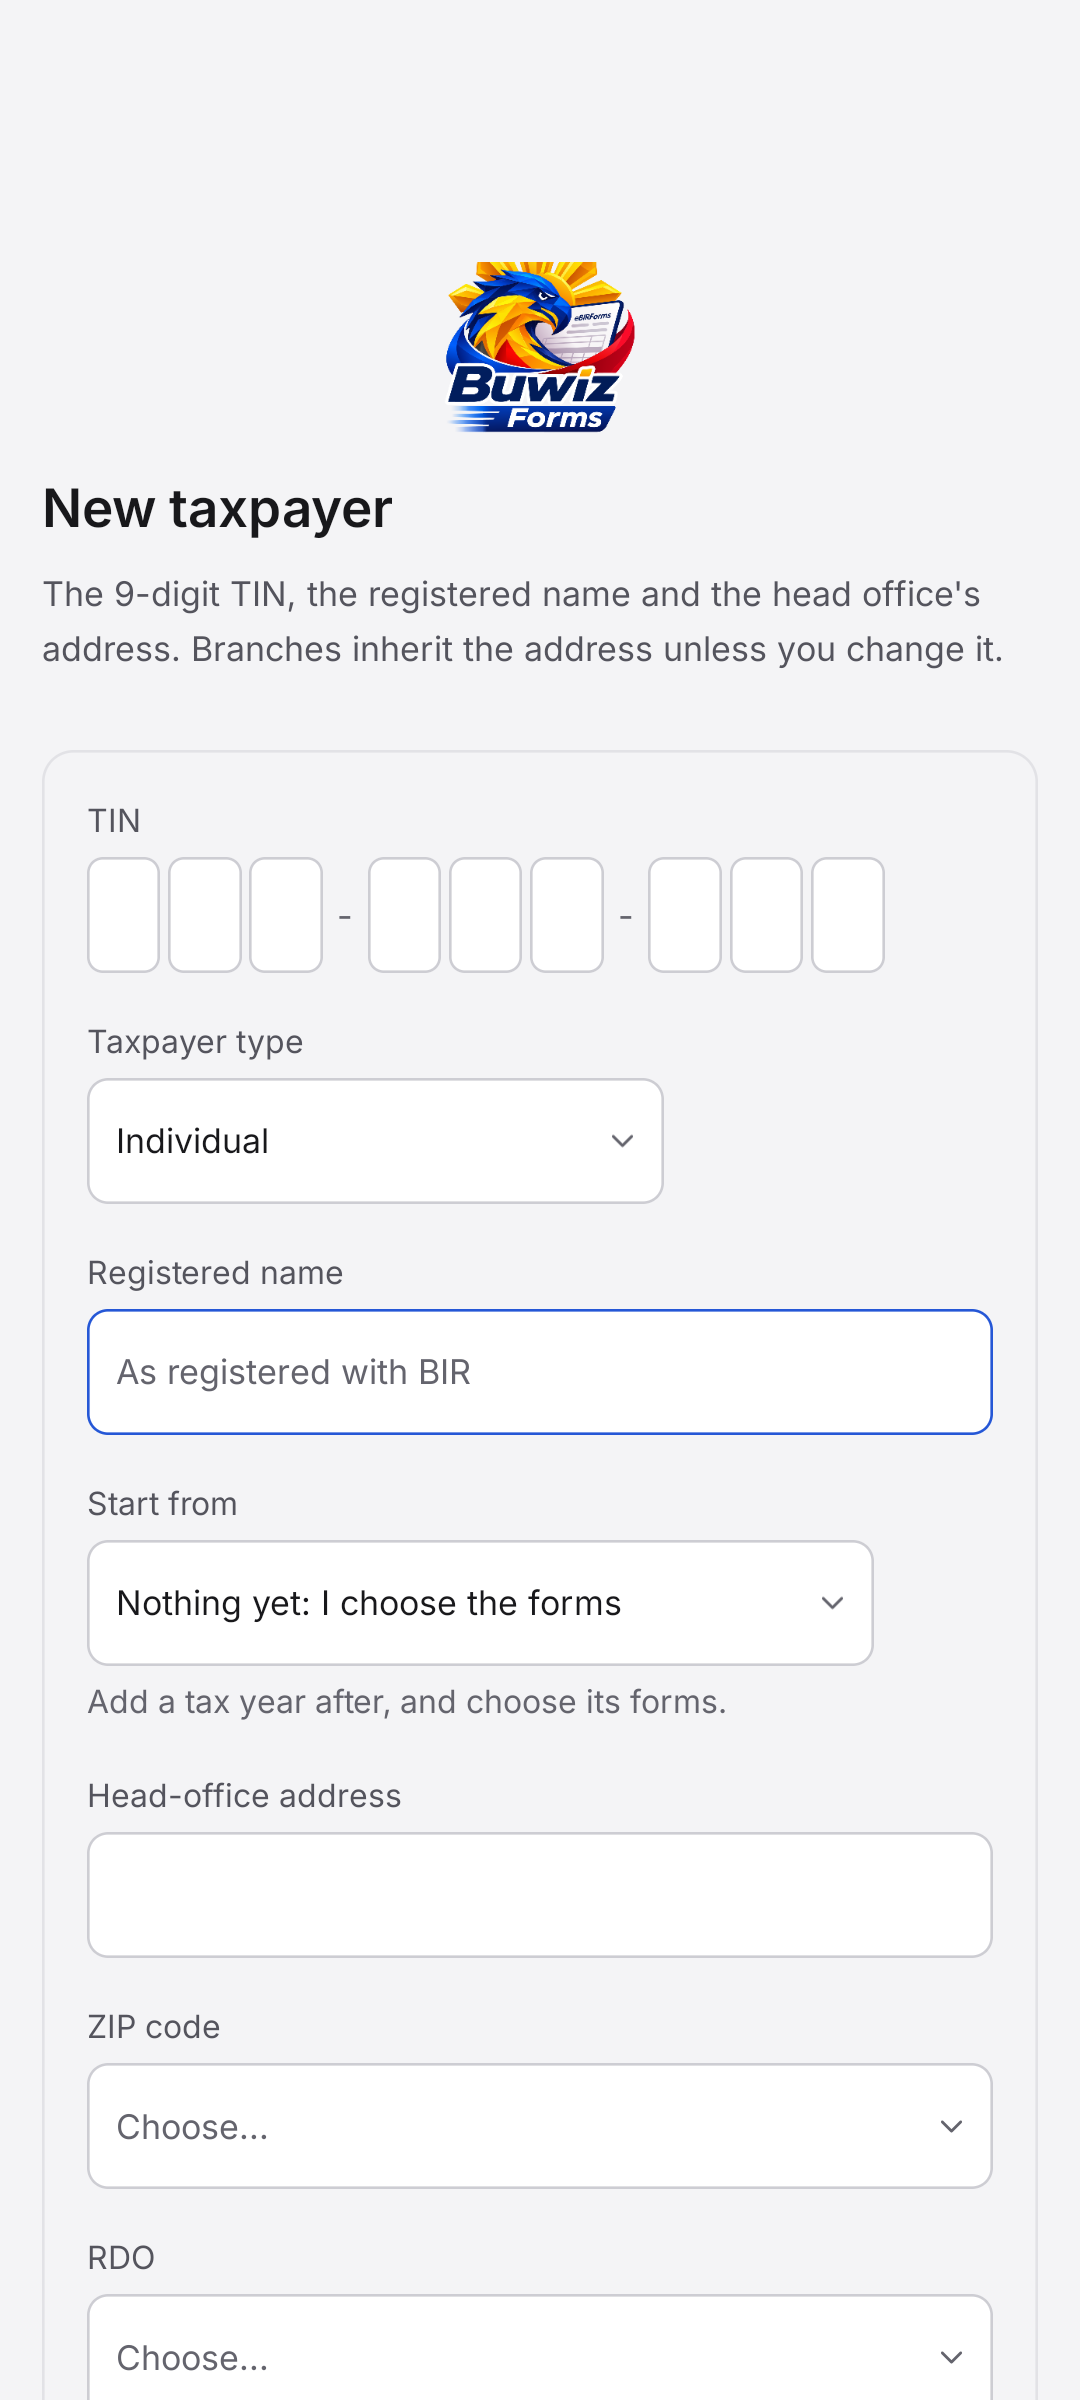 eBIRForms
Buwiz
Forms
New taxpayer
The 9-digit TIN, the registered name and the head office's
address. Branches inherit the address unless you change it.
TIN
- -
Taxpayer type
Individual
Registered name
As registered with BIR
Start from
Nothing yet: I choose the forms
Add a tax year after, and choose its forms.
Head-office address
ZIP code
Choose...
RDO
Choose...